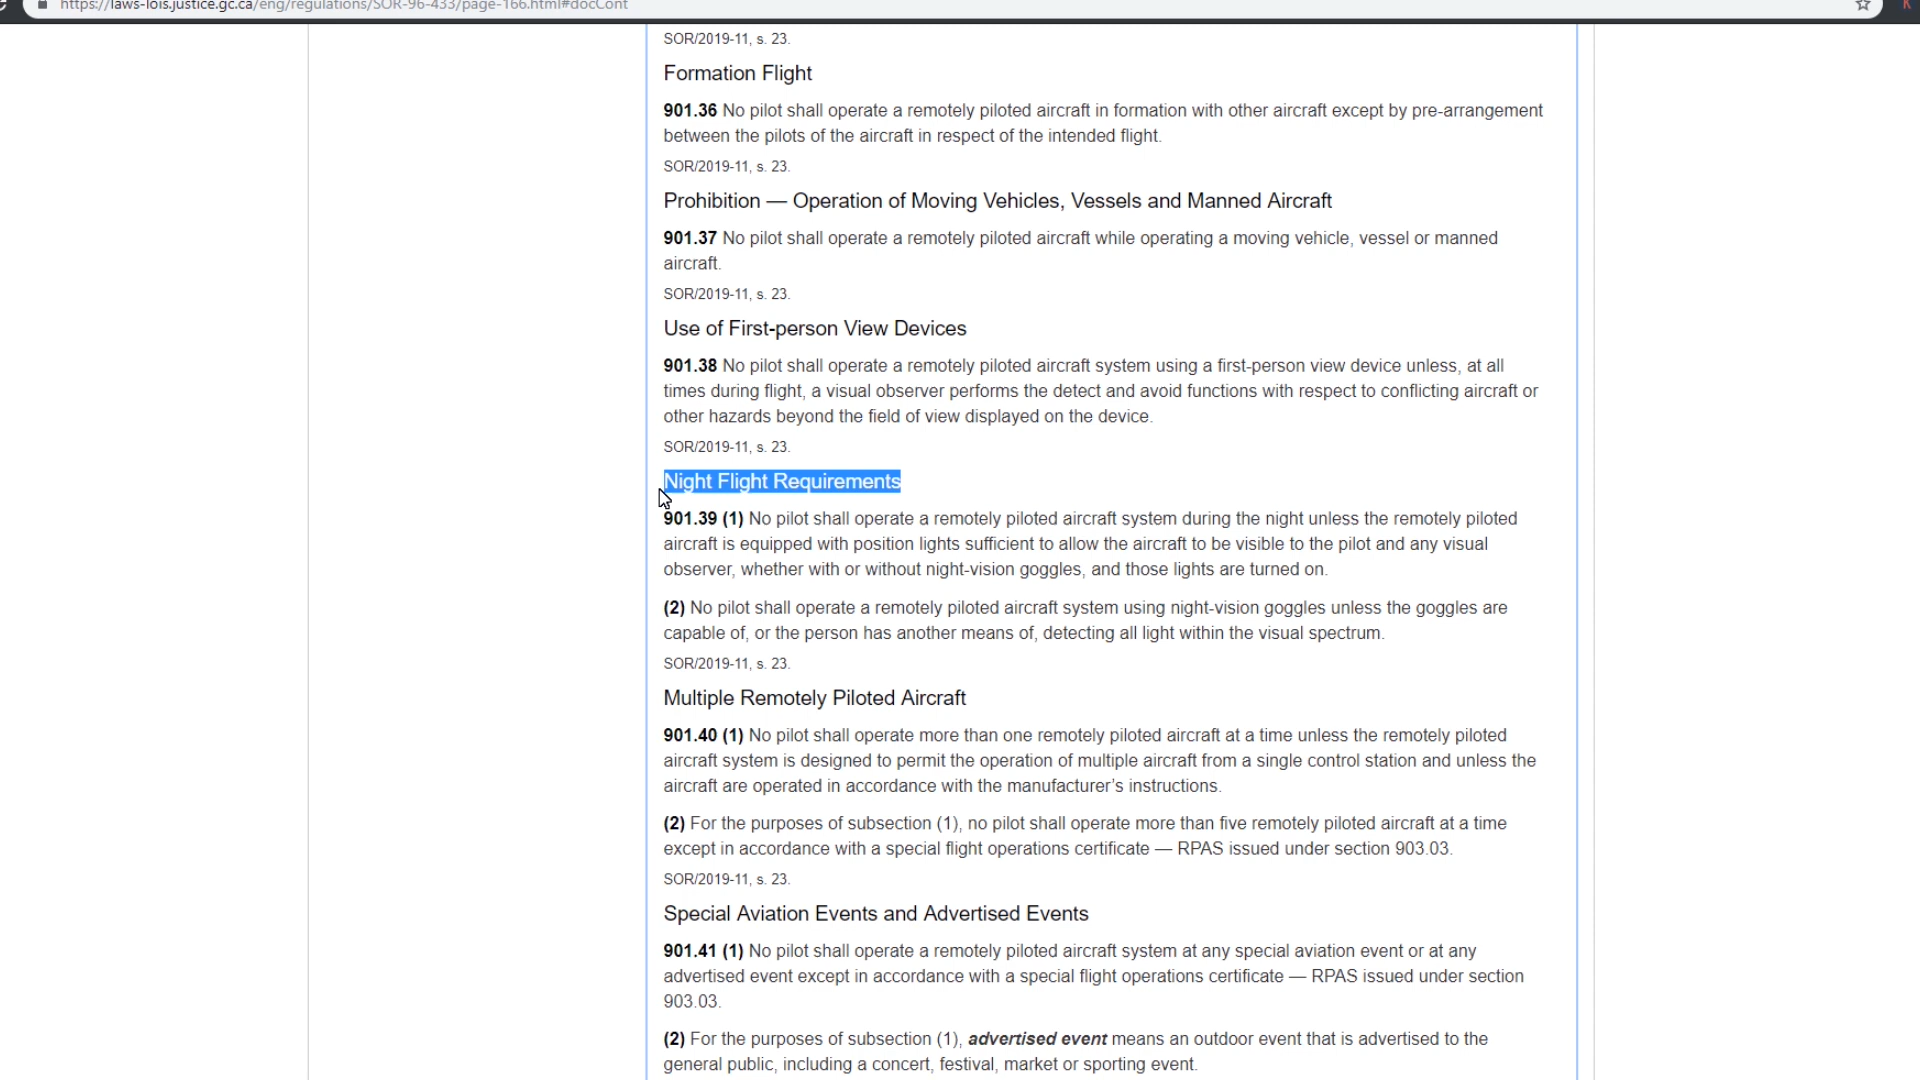 https://laws-lois.justice.gc.ca/eng/regulations/SOR-96-433/page-166.html#docCont
SOR/2019-11, s. 23.
Formation Flight
901.36 No pilot shall operate a remotely piloted aircraft in formation with other aircraft except by pre-arrangement
between the pilots of the aircraft in respect of the intended flight.
SOR/2019-11, s. 23.
Prohibition — Operation of Moving Vehicles, Vessels and Manned Aircraft
901.37 No pilot shall operate a remotely piloted aircraft while operating a moving vehicle, vessel or manned
aircraft.
SOR/2019-11, s. 23.
Use of First-person View Devices
901.38 No pilot shall operate a remotely piloted aircraft system using a first-person view device unless, at all
times during flight, a visual observer performs the detect and avoid functions with respect to conflicting aircraft or
other hazards beyond the field of view displayed on the device.
SOR/2019-11, s. 23.
Night Flight Requirements
901.39 (1) No pilot shall operate a remotely piloted aircraft system during the night unless the remotely piloted
aircraft is equipped with position lights sufficient to allow the aircraft to be visible to the pilot and any visual
observer, whether with or without night-vision goggles, and those lights are turned on.
(2) No pilot shall operate a remotely piloted aircraft system using night-vision goggles unless the goggles are
capable of, or the person has another means of, detecting all light within the visual spectrum.
SOR/2019-11, s. 23.
Multiple Remotely Piloted Aircraft
901.40 (1) No pilot shall operate more than one remotely piloted aircraft at a time unless the remotely piloted
aircraft system is designed to permit the operation of multiple aircraft from a single control station and unless the
aircraft are operated in accordance with the manufacturer’s instructions.
(2) For the purposes of subsection (1), no pilot shall operate more than five remotely piloted aircraft at a time
except in accordance with a special flight operations certificate — RPAS issued under section 903.03.
SOR/2019-11, s. 23.
Special Aviation Events and Advertised Events
901.41 (1) No pilot shall operate a remotely piloted aircraft system at any special aviation event or at any
advertised event except in accordance with a special flight operations certificate — RPAS issued under section
903.03.
(2) For the purposes of subsection (1), advertised event means an outdoor event that is advertised to the
general public, including a concert, festival, market or sporting event.